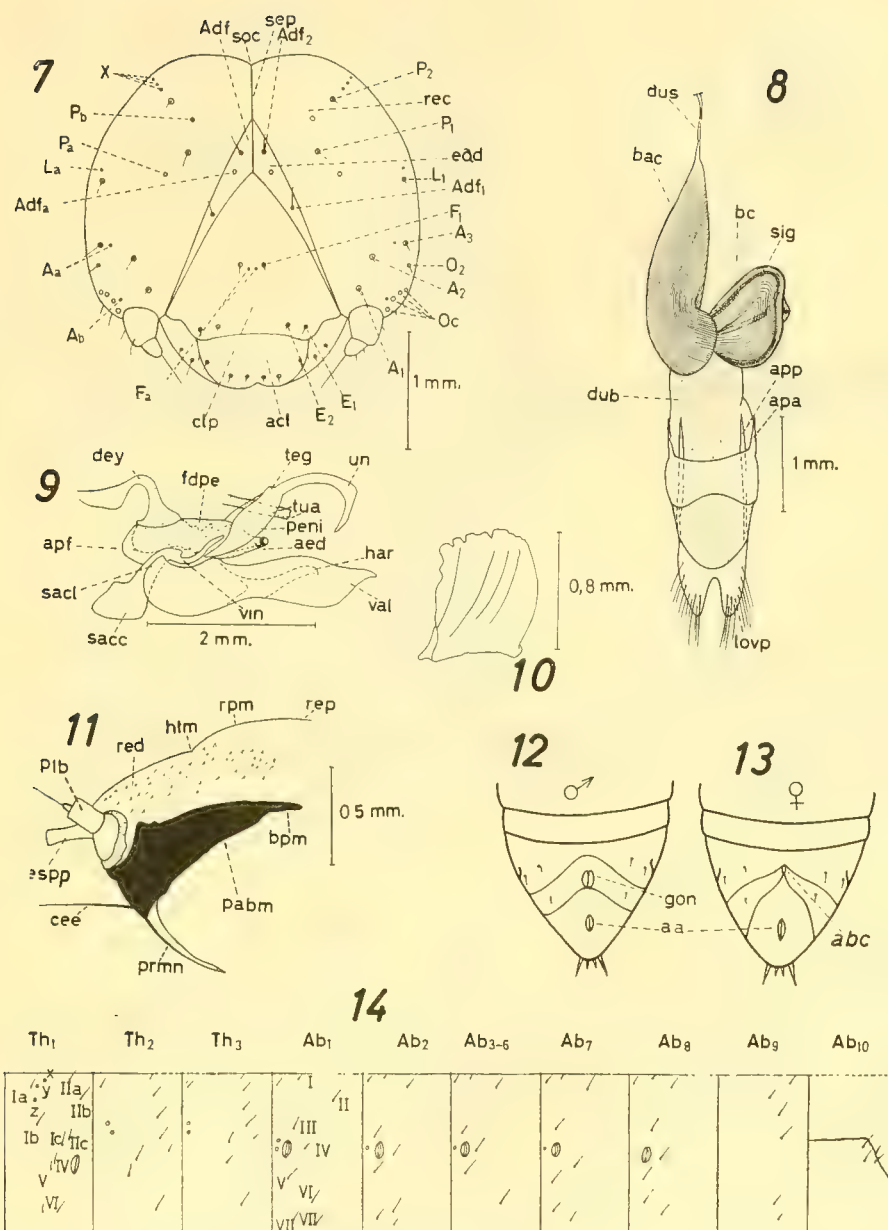 7
Adf
soc
sep
Adf2
X
P2
rec
Pb
P1
Pa
ead
La
L1
Adfa
Adf1
F1
A3
Aa
O2
A2
Ab
Oc
Fa
A1
clp
acl
E2
E1
1 mm.
8
dus
bac
bc
sig
app
apa
dub
1 mm.
lovp
9
dey
fdpe
teg
un
tua
peni
aed
apf
har
sacl
vin
val
sacc
2 mm.
10
0,8 mm.
11
htm
rpm
rep
red
plb
0 5 mm.
bpm
espp
pabm
cee
prmn
12
♂
13
♀
gon
aa
abc
14
Th1 Th2 Th3 Ab1 Ab2 Ab3-6 Ab7 Ab8 Ab9 Ab10
x
Ia y IIa I
z IIb II
Ib Ic IIc III
IV IV
V V
VI VI
VII VII